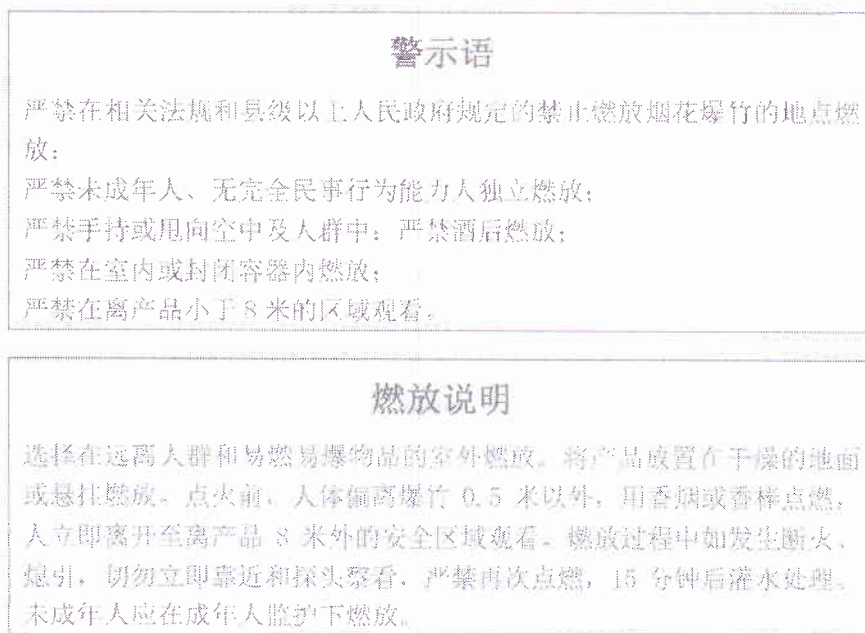 警示语
严禁在相关法规和县级以上人民政府规定的禁止燃放烟花爆竹的地点燃
放；
严禁未成年人、无完全民事行为能力人独立燃放；
严禁手持或甩向空中及人群中；严禁酒后燃放；
严禁在室内或封闭容器内燃放；
严禁在离产品小于8米的区域观看。
燃放说明
选择在远离人群和易燃易爆物品的室外燃放。将产品放置在干燥的地面
或悬挂燃放。点火前，人体偏离爆竹 0.5 米以外，用香烟或香棒点燃，
人立即离开至离产品 8 米外的安全区域观看。燃放过程中如发生断火、
熄引，切勿立即靠近和探头察看，严禁再次点燃，15 分钟后灌水处理。
未成年人应在成年人监护下燃放。